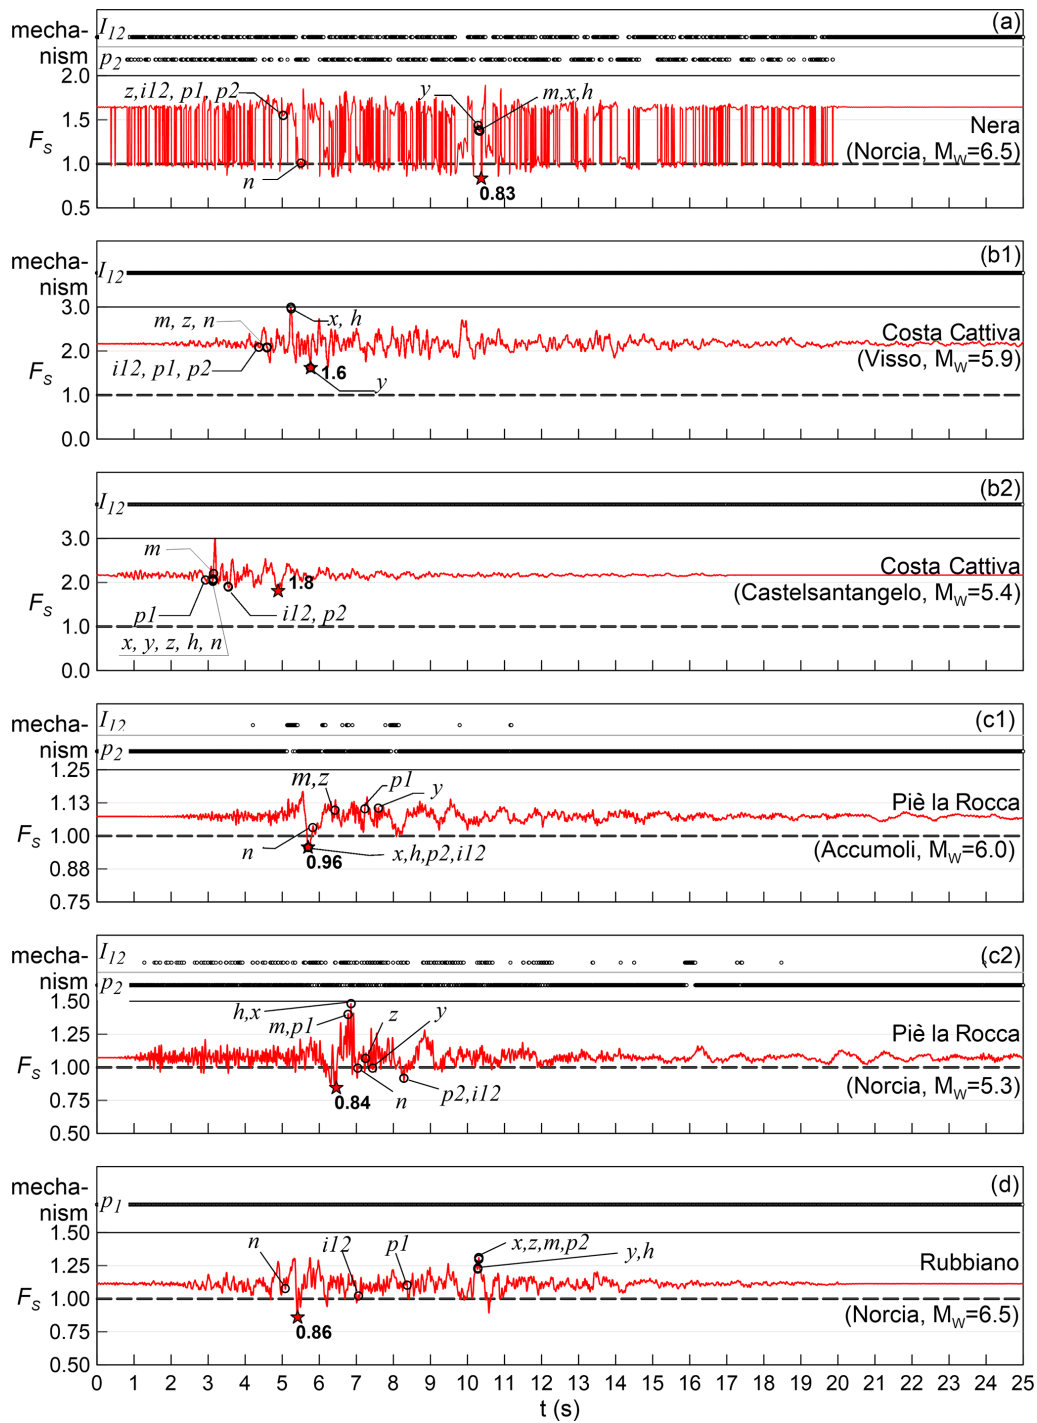 mecha-
nism
I12
p2
(a)
2.0
1.5
1.0
0.5
FS
z,i12, p1, p2
n
y
m,x,h
0.83
Nera
(Norcia, MW=6.5)
mecha-
nism
I12
(b1)
3.0
2.0
1.0
0.0
FS
m, z, n
i12, p1, p2
x, h
1.6
y
Costa Cattiva
(Visso, MW=5.9)
mecha-
nism
I12
(b2)
3.0
2.0
1.0
0.0
FS
m
p1
x, y, z, h, n
1.8
i12, p2
Costa Cattiva
(Castelsantangelo, MW=5.4)
mecha-
nism
I12
p2
(c1)
1.25
1.13
1.00
0.88
0.75
FS
m,z
p1
y
n
x,h,p2,i12
0.96
Piè la Rocca
(Accumoli, MW=6.0)
mecha-
nism
I12
p2
(c2)
1.50
1.25
1.00
0.75
0.50
FS
h,x
m,p1
z
y
n
p2,i12
0.84
Piè la Rocca
(Norcia, MW=5.3)
mecha-
nism
p1
(d)
1.50
1.25
1.00
0.75
0.50
FS
n
i12
p1
x,z,m,p2
y,h
0.86
Rubbiano
(Norcia, MW=6.5)
0 1 2 3 4 5 6 7 8 9 10 11 12 13 14 15 16 17 18 19 20 21 22 23 24 25
t (s)